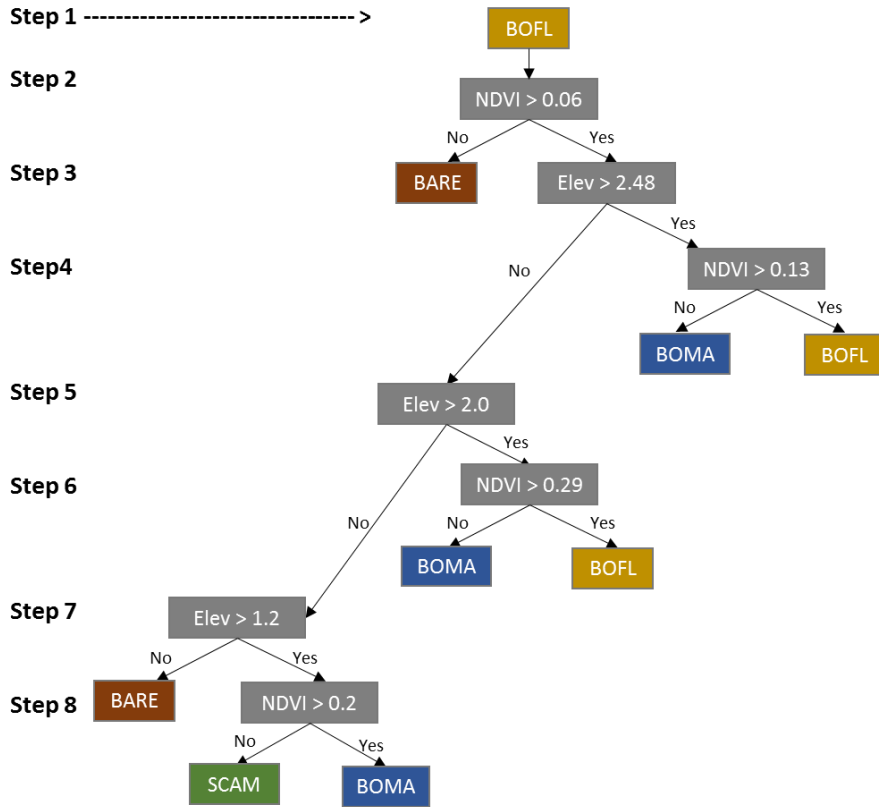 Step 1 ---------------------------------- >
BOFL
Step 2
NDVI > 0.06
No
Yes
Step 3
BARE
Elev > 2.48
Yes
No
Step4
NDVI > 0.13
No
Yes
BOMA
BOFL
Step 5
Elev > 2.0
Yes
No
Step 6
NDVI > 0.29
No
Yes
BOMA
BOFL
Step 7
Elev > 1.2
No
Yes
Step 8
BARE
NDVI > 0.2
No
Yes
SCAM
BOMA